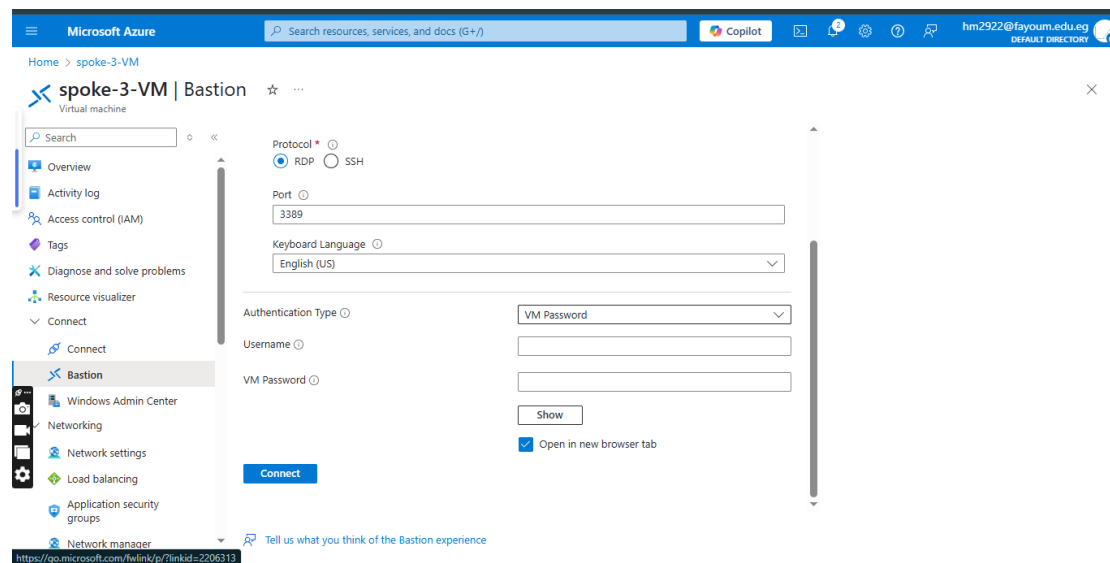 Microsoft Azure
Search resources, services, and docs (G+/)
Copilot
2
hm2922@fayoum.edu.eg
DEFAULT DIRECTORY
Home > spoke-3-VM
spoke-3-VM | Bastion
Virtual machine
Search
Overview
Activity log
Access control (IAM)
Tags
Diagnose and solve problems
Resource visualizer
Connect
Connect
Bastion
Windows Admin Center
Networking
Network settings
Load balancing
Application security
groups
Network manager
Protocol *
RDP SSH
Port
3389
Keyboard Language
English (US)
Authentication Type
VM Password
Username
VM Password
Show
Open in new browser tab
Connect
Tell us what you think of the Bastion experience
https://go.microsoft.com/fwlink/p/?linkid=2206313